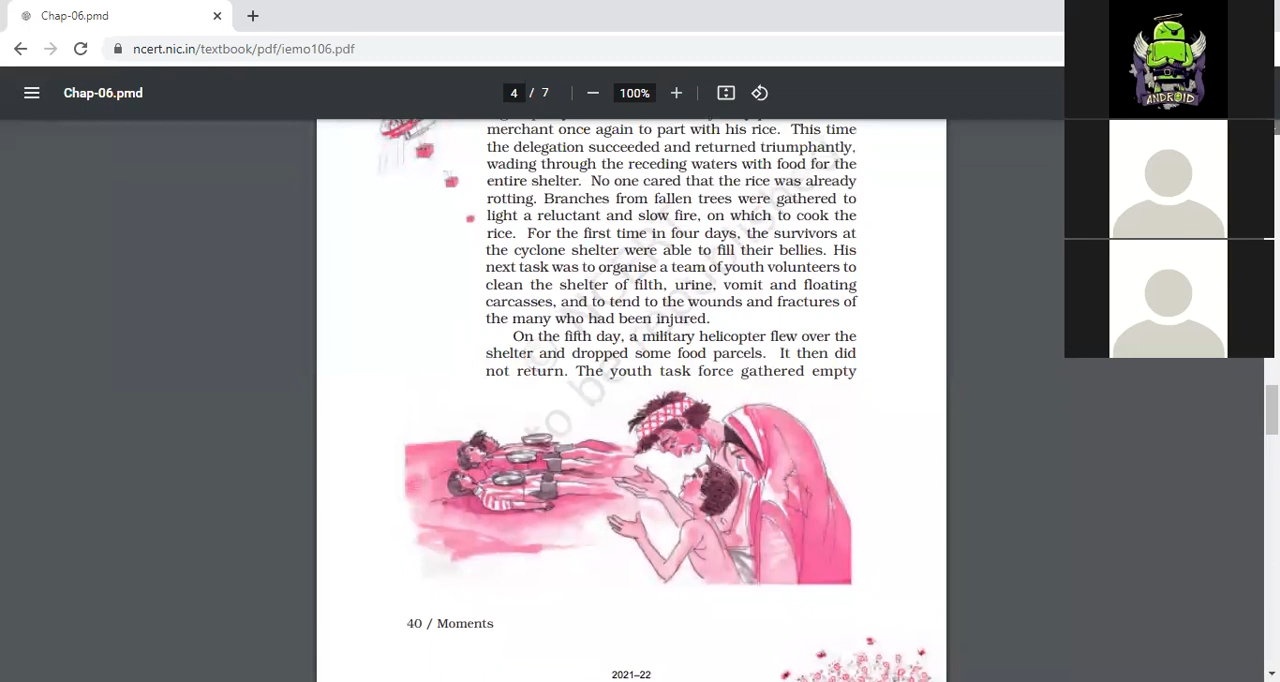 Chap-06.pmd
ncert.nic.in/textbook/pdf/iemo106.pdf
Chap-06.pmd
4 / 7
100%
ANDROID
merchant once again to part with his rice. This time
the delegation succeeded and returned triumphantly,
wading through the receding waters with food for the
entire shelter. No one cared that the rice was already
rotting. Branches from fallen trees were gathered to
light a reluctant and slow fire, on which to cook the
rice. For the first time in four days, the survivors at
the cyclone shelter were able to fill their bellies. His
next task was to organise a team of youth volunteers to
clean the shelter of filth, urine, vomit and floating
carcasses, and to tend to the wounds and fractures of
the many who had been injured.
On the fifth day, a military helicopter flew over the
shelter and dropped some food parcels. It then did
not return. The youth task force gathered empty
to be
40 / Moments
2021–22